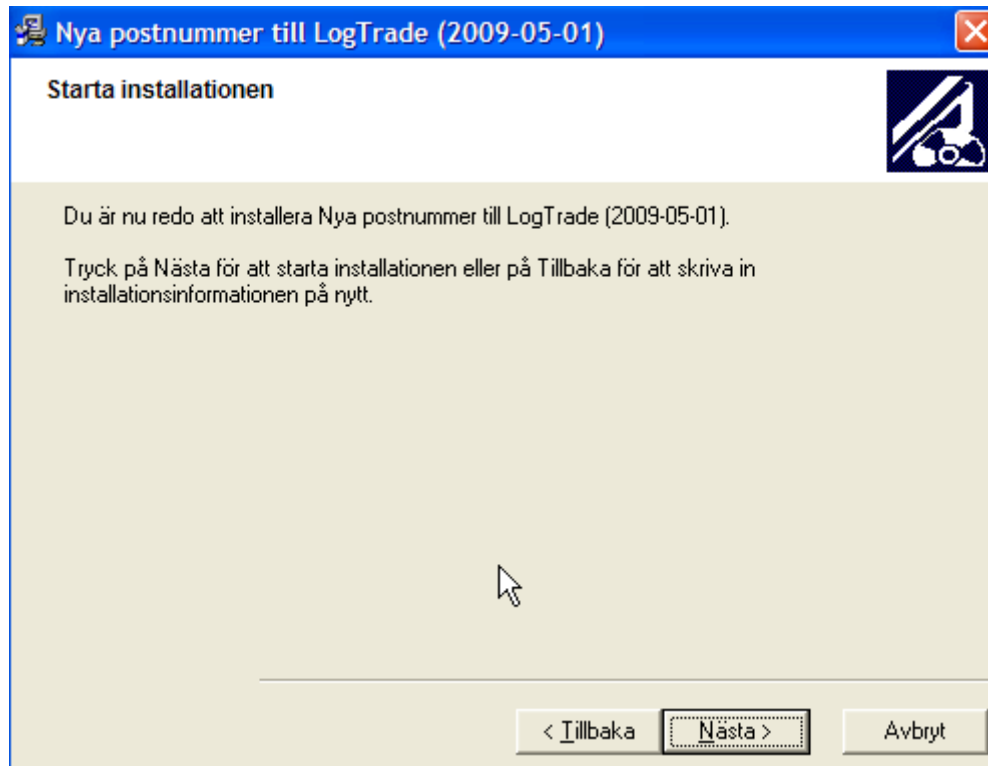 Nya postnummer till LogTrade (2009-05-01)
Starta installationen
Du är nu redo att installera Nya postnummer till LogTrade (2009-05-01).
Tryck på Nästa för att starta installationen eller på Tillbaka för att skriva in
installationsinformationen på nytt.
< Tillbaka Nästa > Avbryt